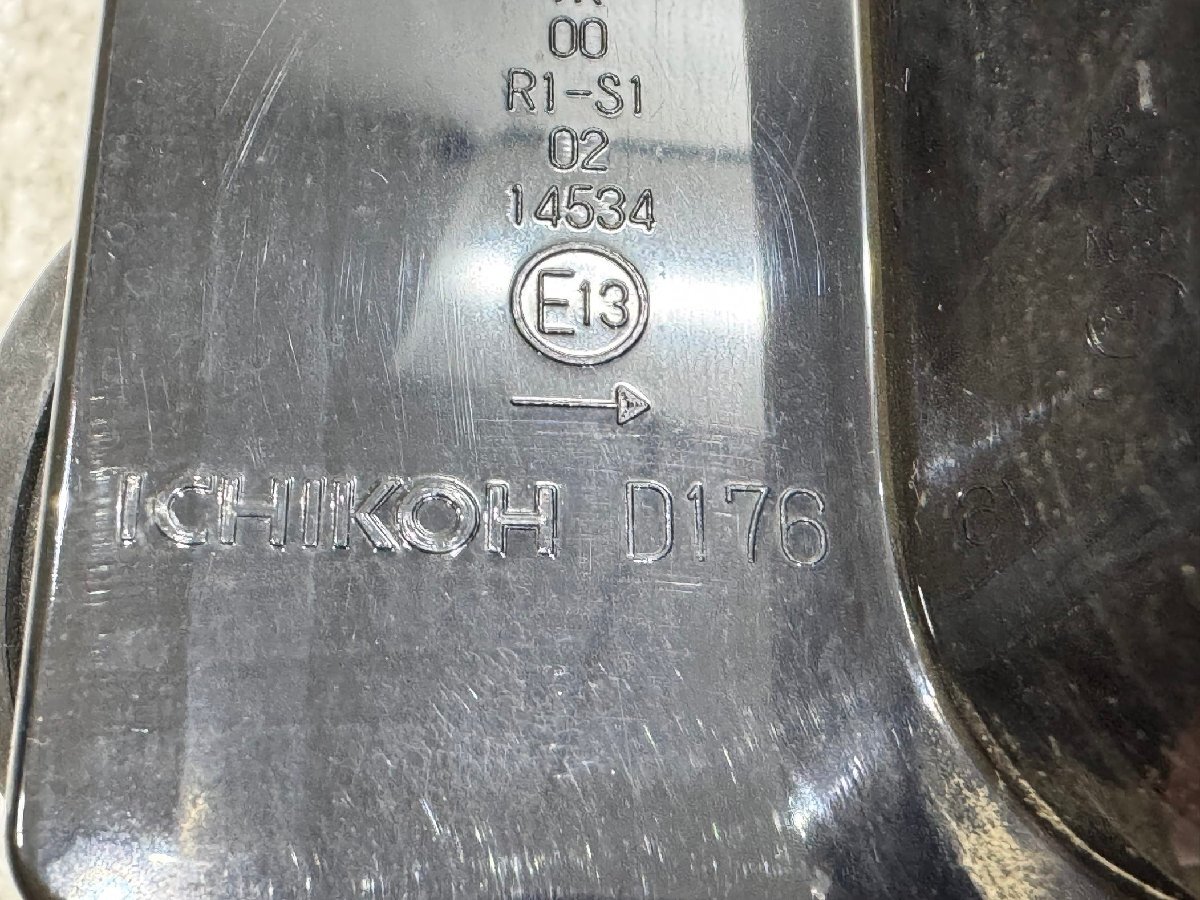 00
R1-S1
02
14534
E13
ICHIKOH D176